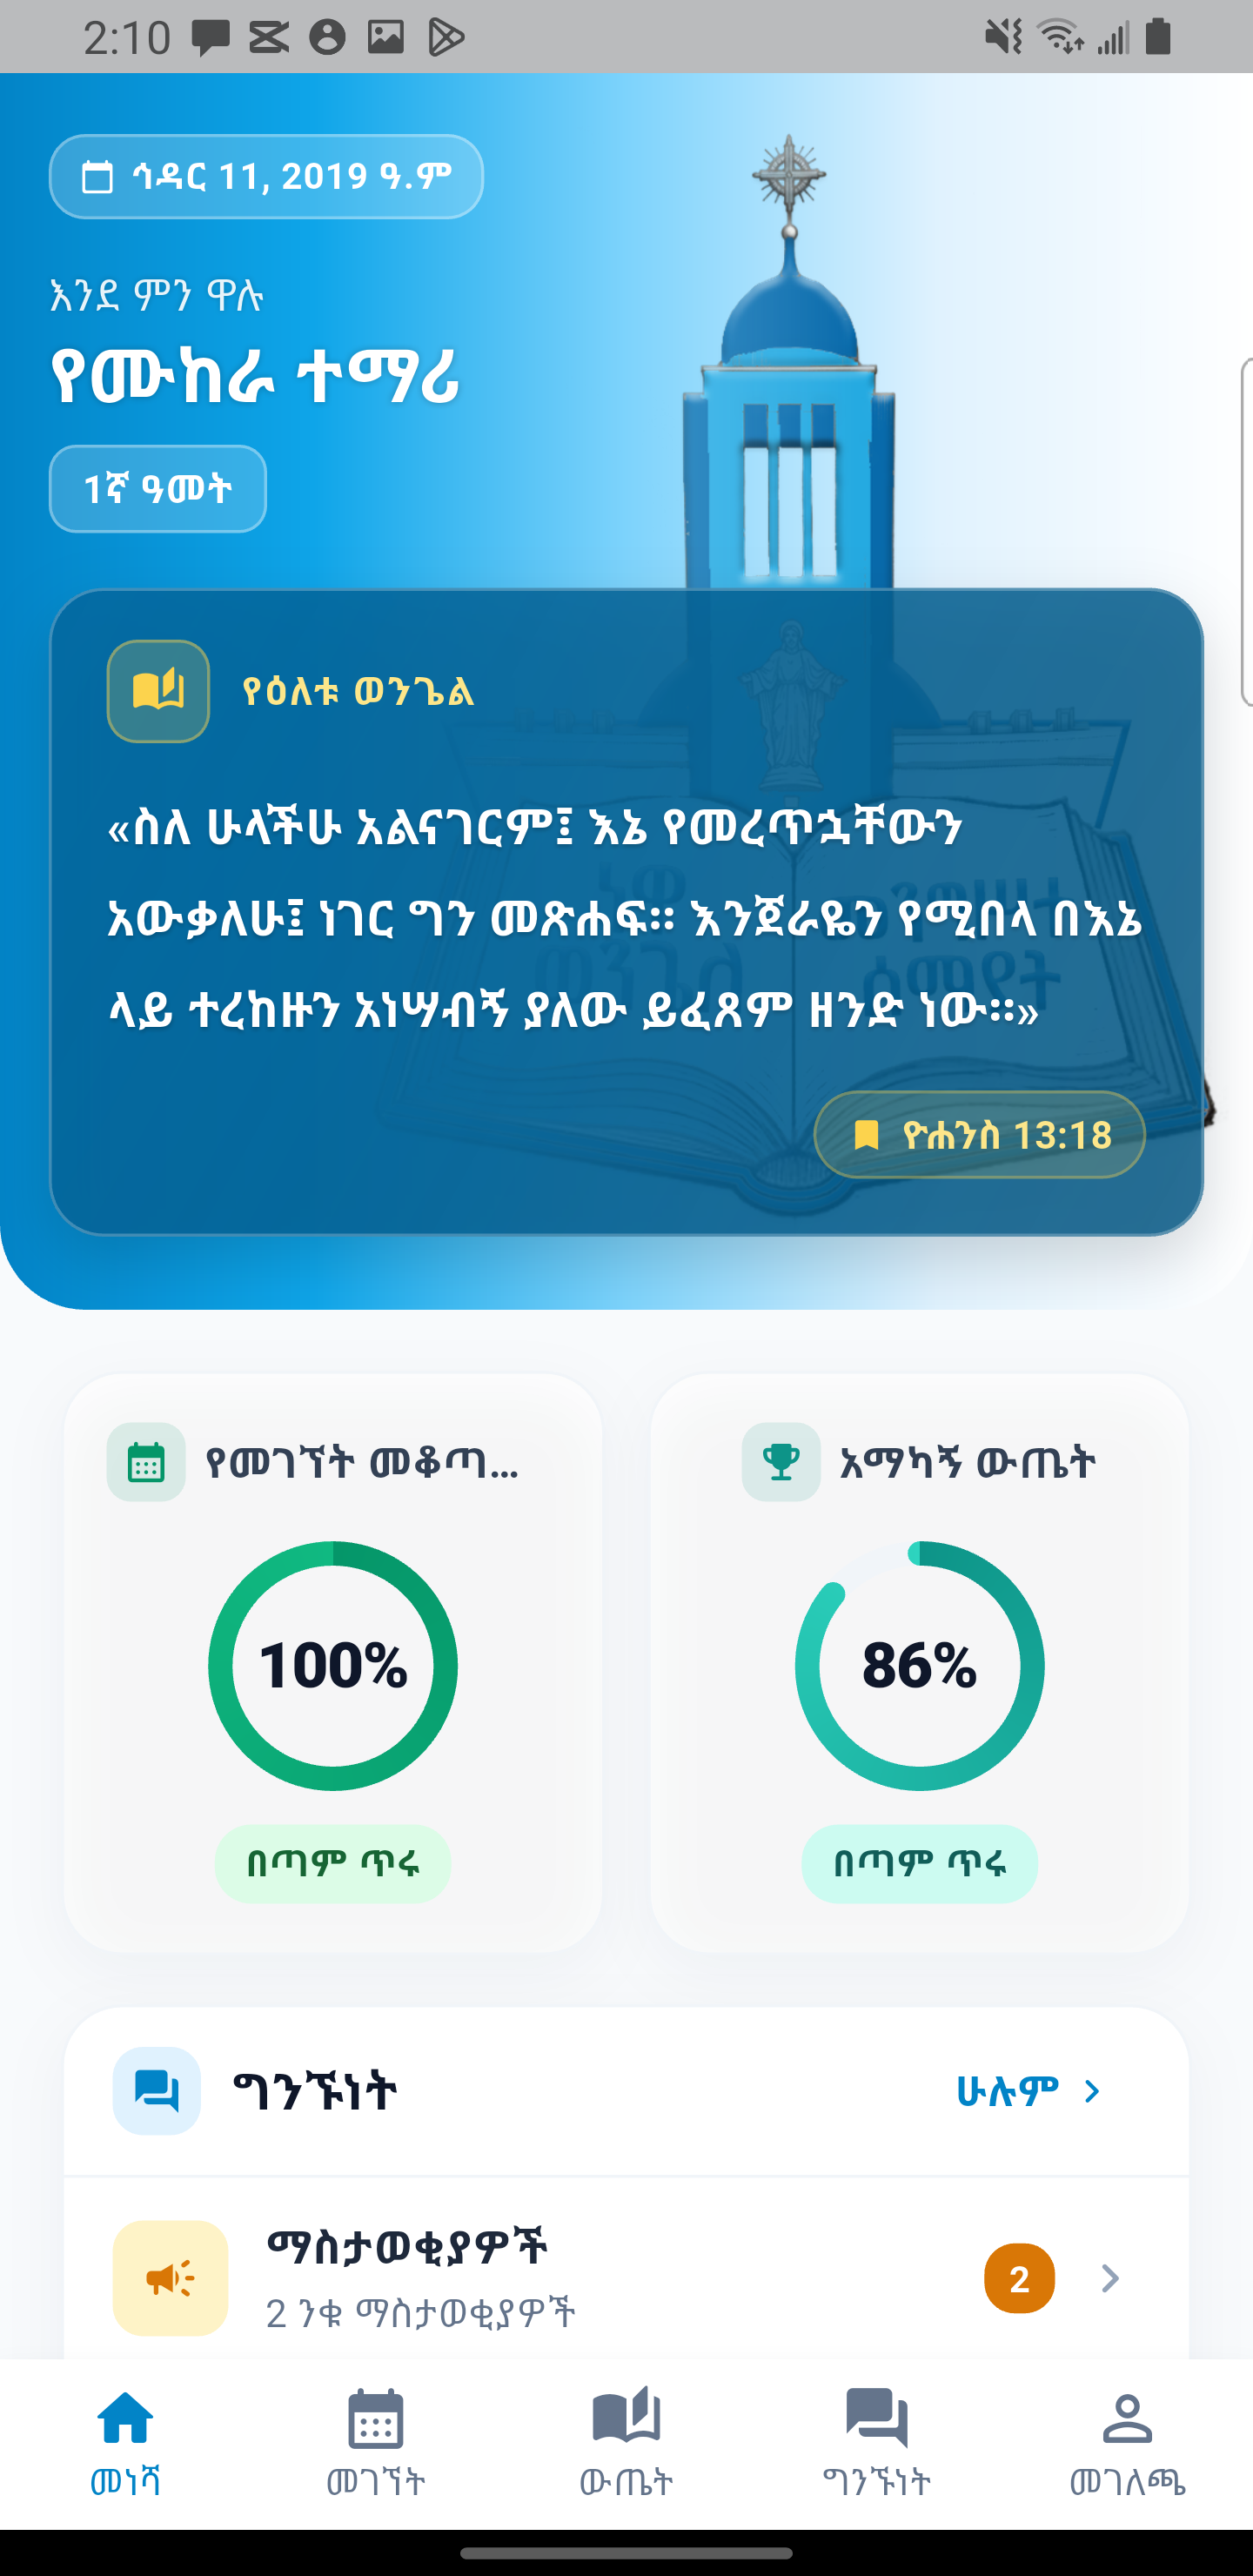 2:10
ኅዳር 11, 2019 ዓ.ም
እንደ ምን ዋሉ
የሙከራ ተማሪ
1ኛ ዓመት
የዕለቱ ወንጌል
«ስለ ሁላችሁ አልናገርም፤ እኔ የመረጥኋቸውን
አውቃለሁ፤ ነገር ግን መጽሐፍ። እንጀራዬን የሚበላ በእኔ
ላይ ተረከዙን አነሣብኝ ያለው ይፈጸም ዘንድ ነው።»
ዮሐንስ 13:18
የመገኘት መቆጣ...
አማካኝ ውጤት
100%
86%
በጣም ጥሩ
በጣም ጥሩ
ግንኙነት
ሁሉም
ማስታወቂያዎች
2 ንቁ ማስታወቂያዎች
2
መነሻ
መገኘት
ውጤት
ግንኙነት
መገለጫ